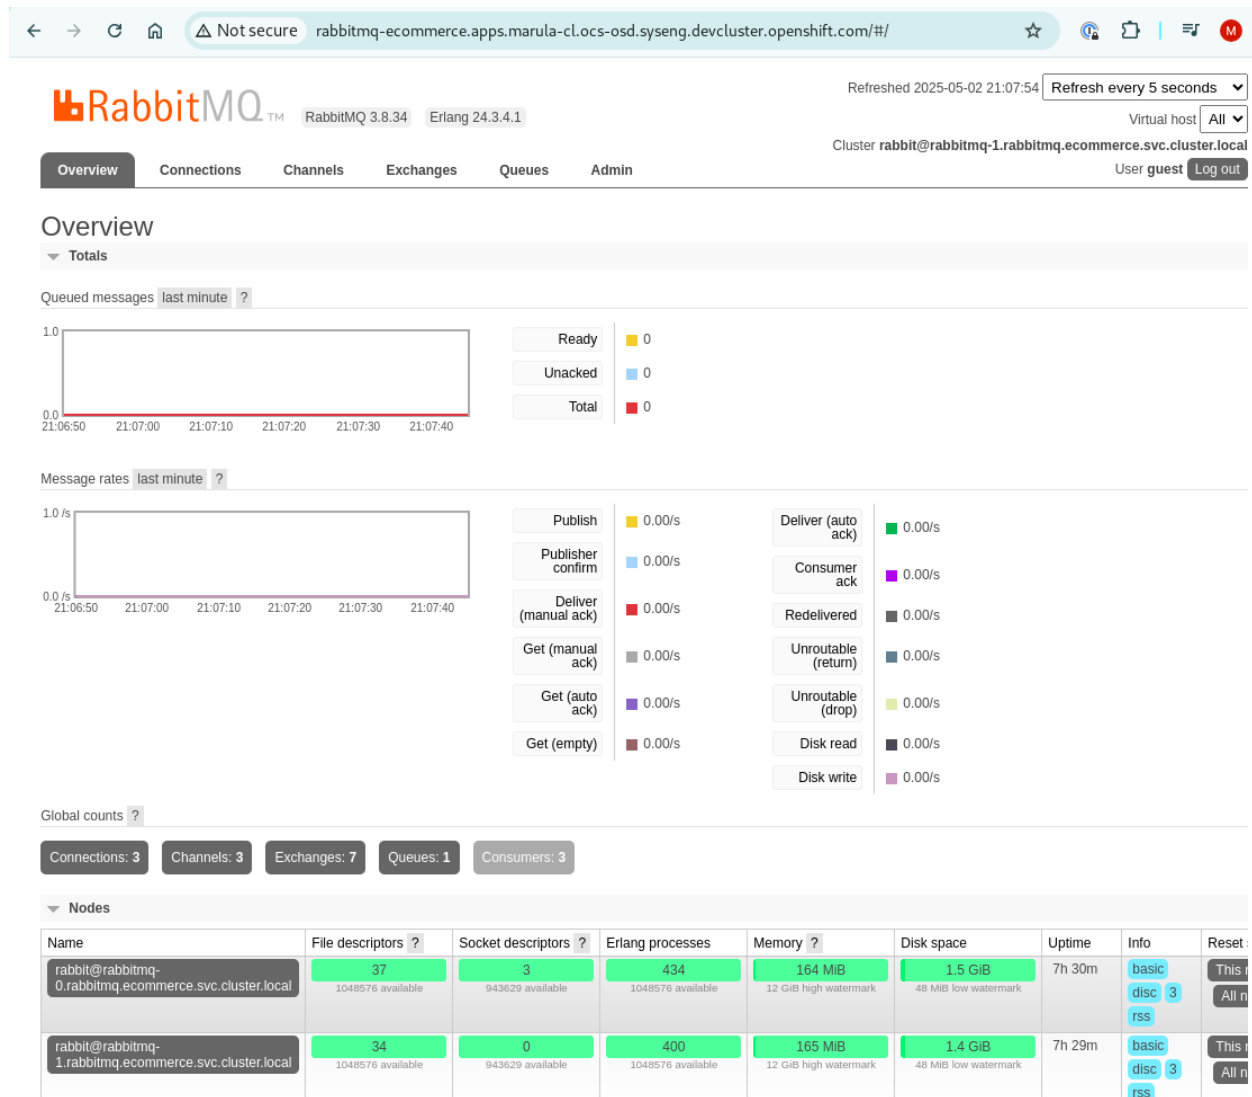 Not secure rabbitmq-ecommerce.apps.marula-cl.ocs-osd.syseng.devcluster.openshift.com/#/
M
RabbitMQ TM RabbitMQ 3.8.34 Erlang 24.3.4.1
Refreshed 2025-05-02 21:07:54 Refresh every 5 seconds
Virtual host All
Cluster rabbit@rabbitmq-1.rabbitmq.ecommerce.svc.cluster.local
User guest Log out
Overview Connections Channels Exchanges Queues Admin
Overview
Totals
Queued messages last minute ?
1.0
0.0
21:06:50 21:07:00 21:07:10 21:07:20 21:07:30 21:07:40
Ready 0
Unacked 0
Total 0
Message rates last minute ?
1.0 /s
0.0 /s
21:06:50 21:07:00 21:07:10 21:07:20 21:07:30 21:07:40
Publish 0.00/s
Publisher
confirm 0.00/s
Deliver
(manual ack) 0.00/s
Get (manual
ack) 0.00/s
Get (auto
ack) 0.00/s
Get (empty) 0.00/s
Deliver (auto
ack) 0.00/s
Consumer
ack 0.00/s
Redelivered 0.00/s
Unroutable
(return) 0.00/s
Unroutable
(drop) 0.00/s
Disk read 0.00/s
Disk write 0.00/s
Global counts ?
Connections: 3 Channels: 3 Exchanges: 7 Queues: 1 Consumers: 3
Nodes
Name File descriptors ? Socket descriptors ? Erlang processes Memory ? Disk space Uptime Info Reset
rabbit@rabbitmq-
0.rabbitmq.ecommerce.svc.cluster.local
37
1048576 available
3
943629 available
434
1048576 available
164 MiB
12 GiB high watermark
1.5 GiB
48 MiB low watermark
7h 30m
basic
disc 3
rss
This
All
rabbit@rabbitmq-
1.rabbitmq.ecommerce.svc.cluster.local
34
1048576 available
0
943629 available
400
1048576 available
165 MiB
12 GiB high watermark
1.4 GiB
48 MiB low watermark
7h 29m
basic
disc 3
rss
This
All